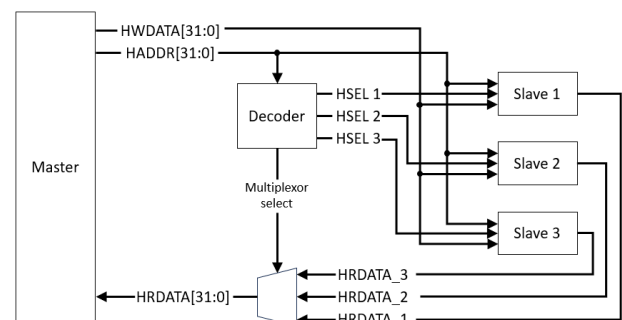 HWDATA[31:0]
HADDR[31:0]
HSEL 1
Slave 1
Decoder
HSEL 2
HSEL 3
Master
Slave 2
Multiplexor
select
Slave 3
HRDATA_3
HRDATA[31:0]
HRDATA_2
HRDATA_1